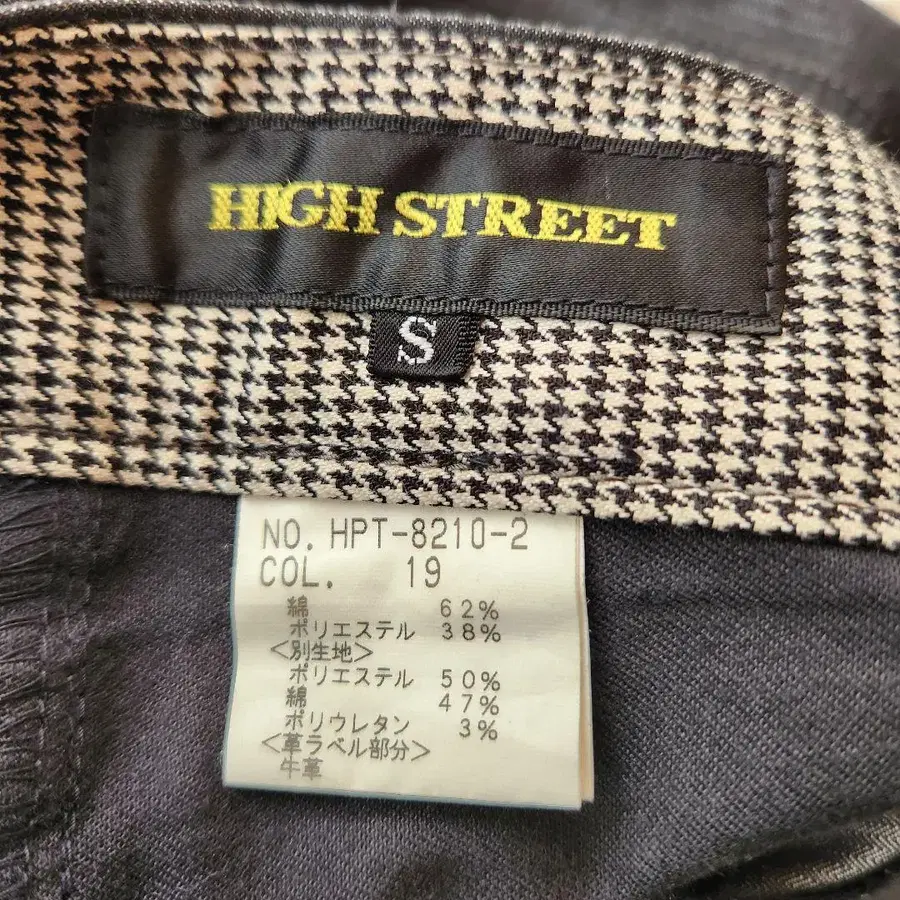 HIGH STREET
S
NO. HPT-8210-2
COL. 19
綿 62%
ポリエステル 38%
<別生地>
ポリエステル 50%
綿 47%
ポリウレタン 3%
<革ラベル部分>
牛革